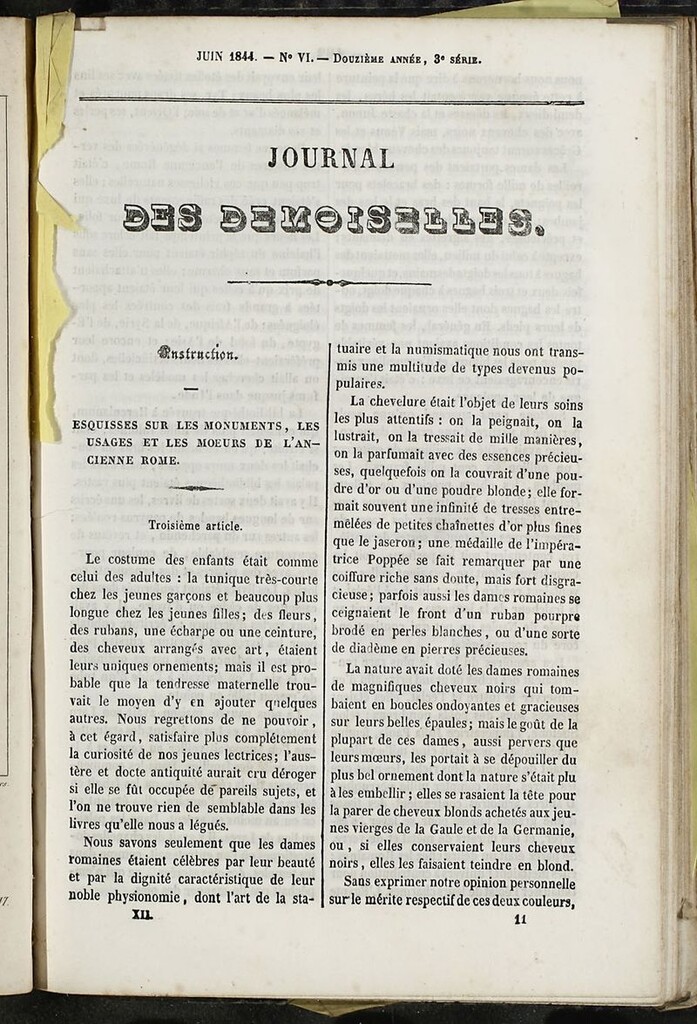 JUIN 1844. — No VI. — DOUZIÈME ANNÉE, 3e SÉRIE.
JOURNAL
DES DEMOISELLES.
Instruction.
ESQUISSES SUR LES MONUMENTS, LES
USAGES ET LES MOEURS DE L'AN-
CIENNE ROME.
Troisième article.
Le costume des enfants était comme
celui des adultes : la tunique très-courte
chez les jeunes garçons et beaucoup plus
longue chez les jeunes filles; des fleurs,
des rubans, une écharpe ou une ceinture,
des cheveux arrangés avec art, étaient
leurs uniques ornements; mais il est pro-
bable que la tendresse maternelle trou-
vait le moyen d'y en ajouter quelques
autres. Nous regrettons de ne pouvoir,
à cet égard, satisfaire plus complétement
la curiosité de nos jeunes lectrices; l'aus-
tère et docte antiquité aurait cru déroger
si elle se fût occupée de pareils sujets, et
l'on ne trouve rien de semblable dans les
livres qu'elle nous a légués.
Nous savons seulement que les dames
romaines étaient célèbres par leur beauté
et par la dignité caractéristique de leur
noble physionomie, dont l'art de la sta-
XII.
tuaire et la numismatique nous ont trans-
mis une multitude de types devenus po-
pulaires.
La chevelure était l'objet de leurs soins
les plus attentifs : on la peignait, on la
lustrait, on la tressait de mille manières,
on la parfumait avec des essences précieu-
ses, quelquefois on la couvrait d'une pou-
dre d'or ou d'une poudre blonde; elle for-
mait souvent une infinité de tresses entre-
mêlées de petites chaînettes d'or plus fines
que le jaseron; une médaille de l'impéra-
trice Poppée se fait remarquer par une
coiffure riche sans doute, mais fort disgra-
cieuse; parfois aussi les dames romaines se
ceignaient le front d'un ruban pourpre
brodé en perles blanches, ou d'une sorte
de diadème en pierres précieuses.
La nature avait doté les dames romaines
de magnifiques cheveux noirs qui tom-
baient en boucles ondoyantes et gracieuses
sur leurs belles épaules; mais le goût de la
plupart de ces dames, aussi pervers que
leurs mœurs, les portait à se dépouiller du
plus bel ornement dont la nature s'était plu
à les embellir; elles se rasaient la tête pour
la parer de cheveux blonds achetés aux jeu-
nes vierges de la Gaule et de la Germanie,
ou, si elles conservaient leurs cheveux
noirs, elles les faisaient teindre en blond.
Sans exprimer notre opinion personnelle
sur le mérite respectif de ces deux couleurs,
11